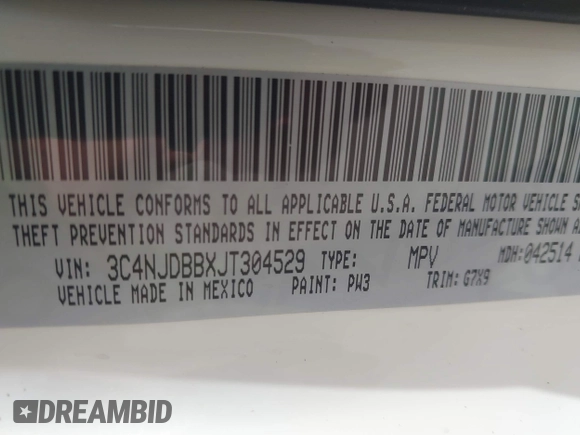 THIS VEHICLE CONFORMS TO ALL APPLICABLE U.S.A. FEDERAL MOTOR VEHICLE S
THEFT PREVENTION STANDARDS IN EFFECT ON THE DATE OF MANUFACTURE SHOWN A
VIN: 3C4NJDBBXJT304529 TYPE: MPV MDH: 042514
VEHICLE MADE IN MEXICO PAINT: PW3 TRIM: G7X9
DREAMBID